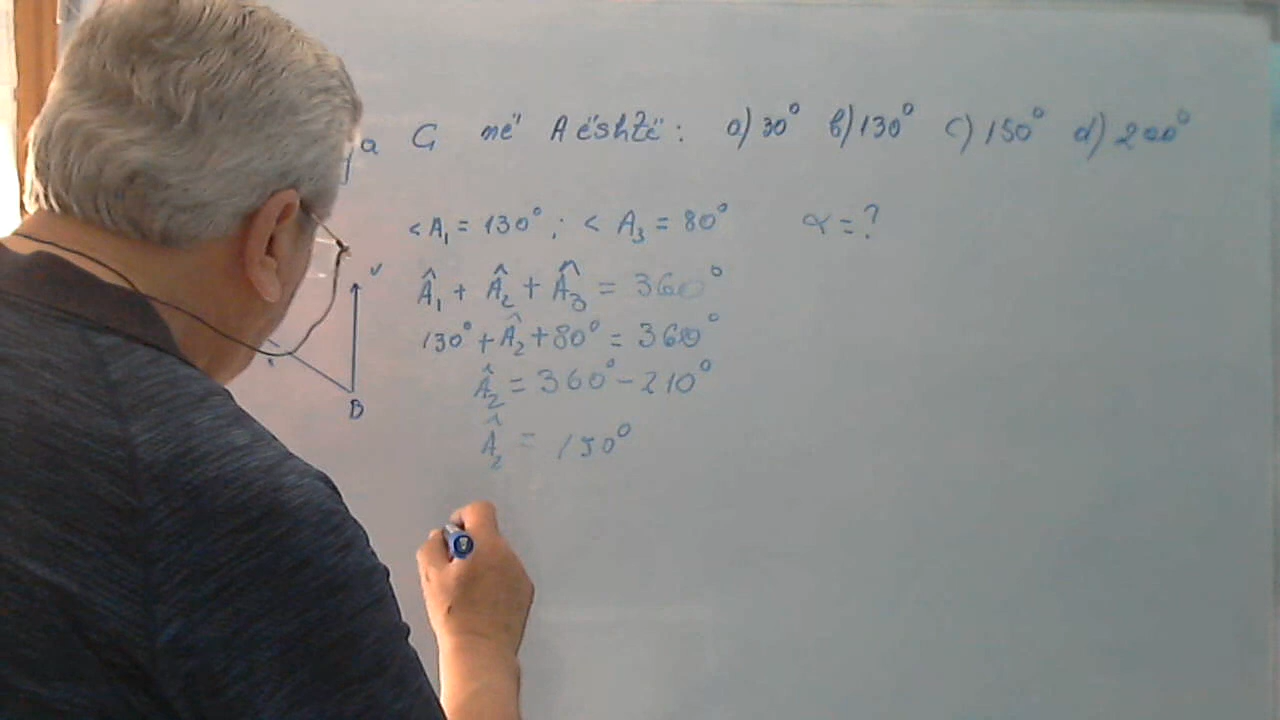 a G në A është: a) 30° b) 130° c) 150° d) 200°
< A₁ = 130° ; < A₃ = 80° α = ?
Â₁ + Â₂ + Â₃ = 360°
130° + Â₂ + 80° = 360°
Â₂ = 360° - 210°
Â₂ = 150°
B